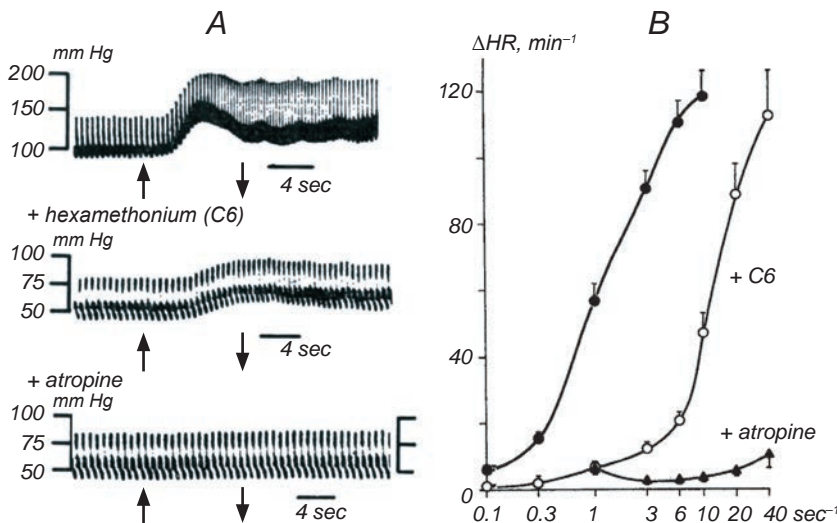 A
mm Hg
200
150
100
4 sec
+ hexamethonium (C6)
mm Hg
100
75
50
4 sec
+ atropine
mm Hg
100
75
50
4 sec
B
ΔHR, min⁻¹
120
80
40
0
+ C6
+ atropine
0.1 0.3 1 3 6 10 20 40 sec⁻¹